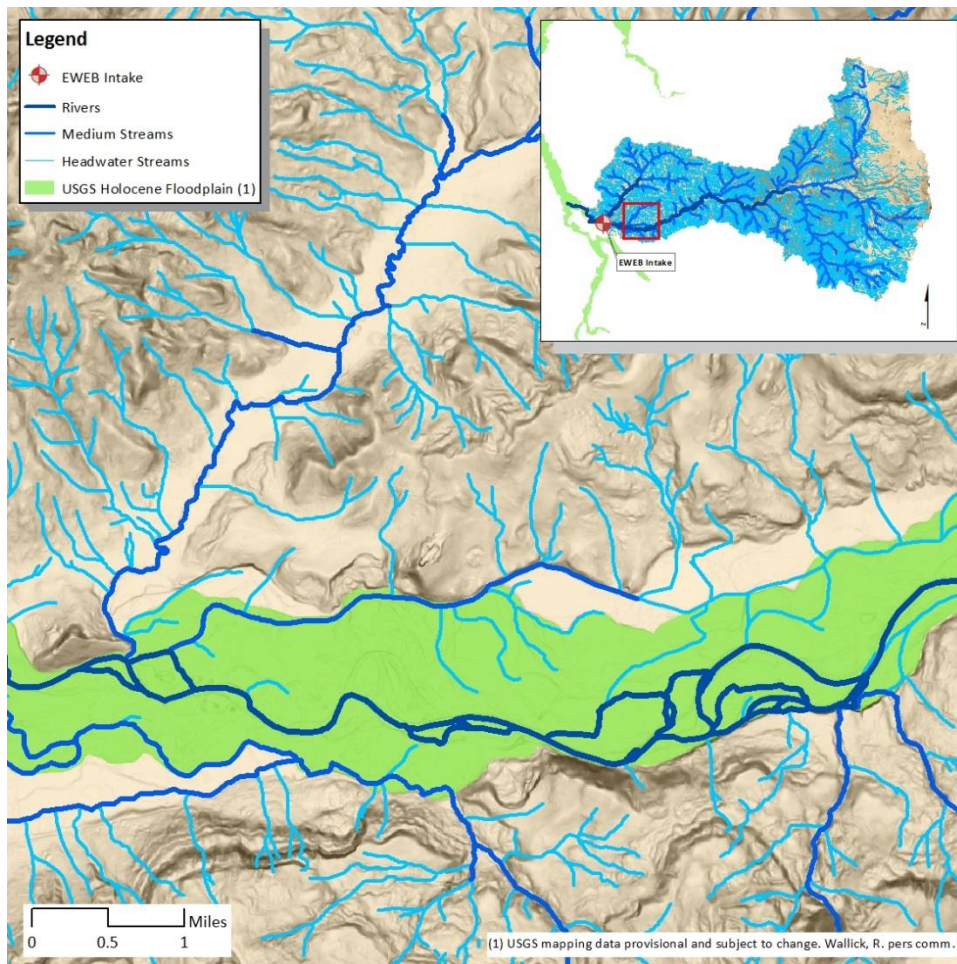 Legend
EWEB Intake
Rivers
Medium Streams
Headwater Streams
USGS Holocene Floodplain (1)
EWEB Intake
z
Miles
0 0.5 1
(1) USGS mapping data provisional and subject to change. Wallick, R. pers comm.